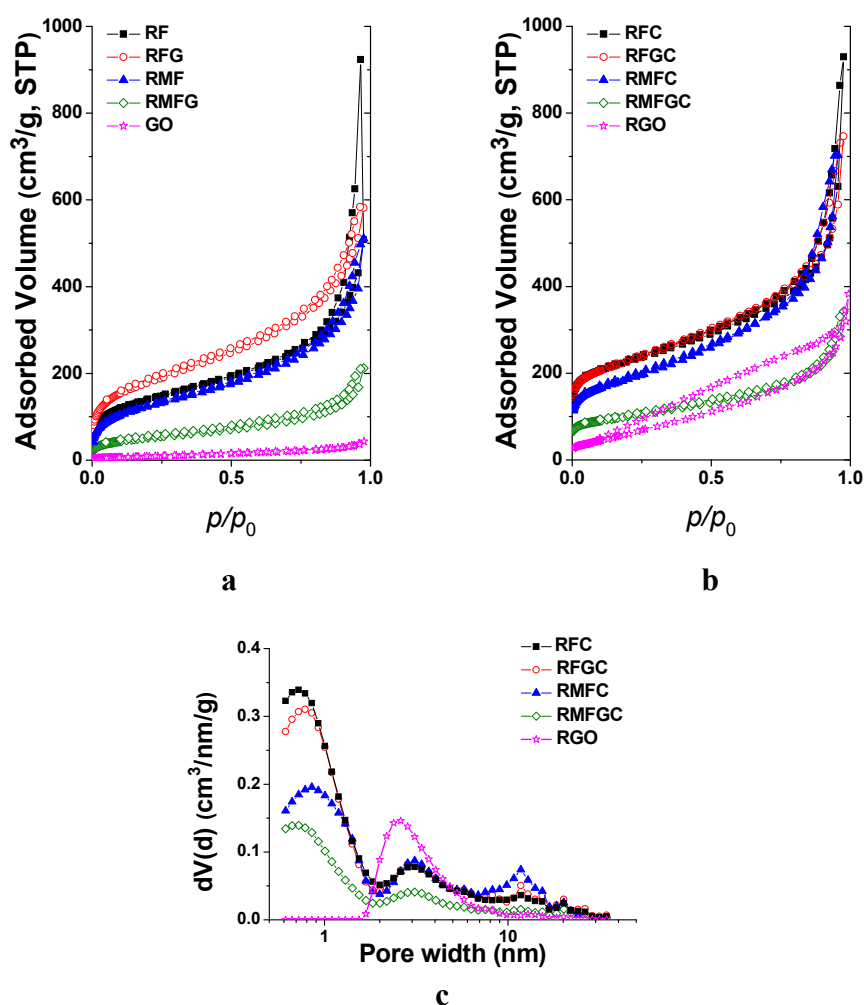 1000
800
600
400
200
0
Adsorbed Volume (cm³/g, STP)
RF
RFG
RMF
RMFG
GO
0.0 0.5 1.0
p/p₀
a
1000
800
600
400
200
0
Adsorbed Volume (cm³/g, STP)
RFC
RFGC
RMFC
RMFGC
RGO
0.0 0.5 1.0
p/p₀
b
0.4
0.3
0.2
0.1
0.0
dV(d) (cm³/nm/g)
RFC
RFGC
RMFC
RMFGC
RGO
1 10
Pore width (nm)
c